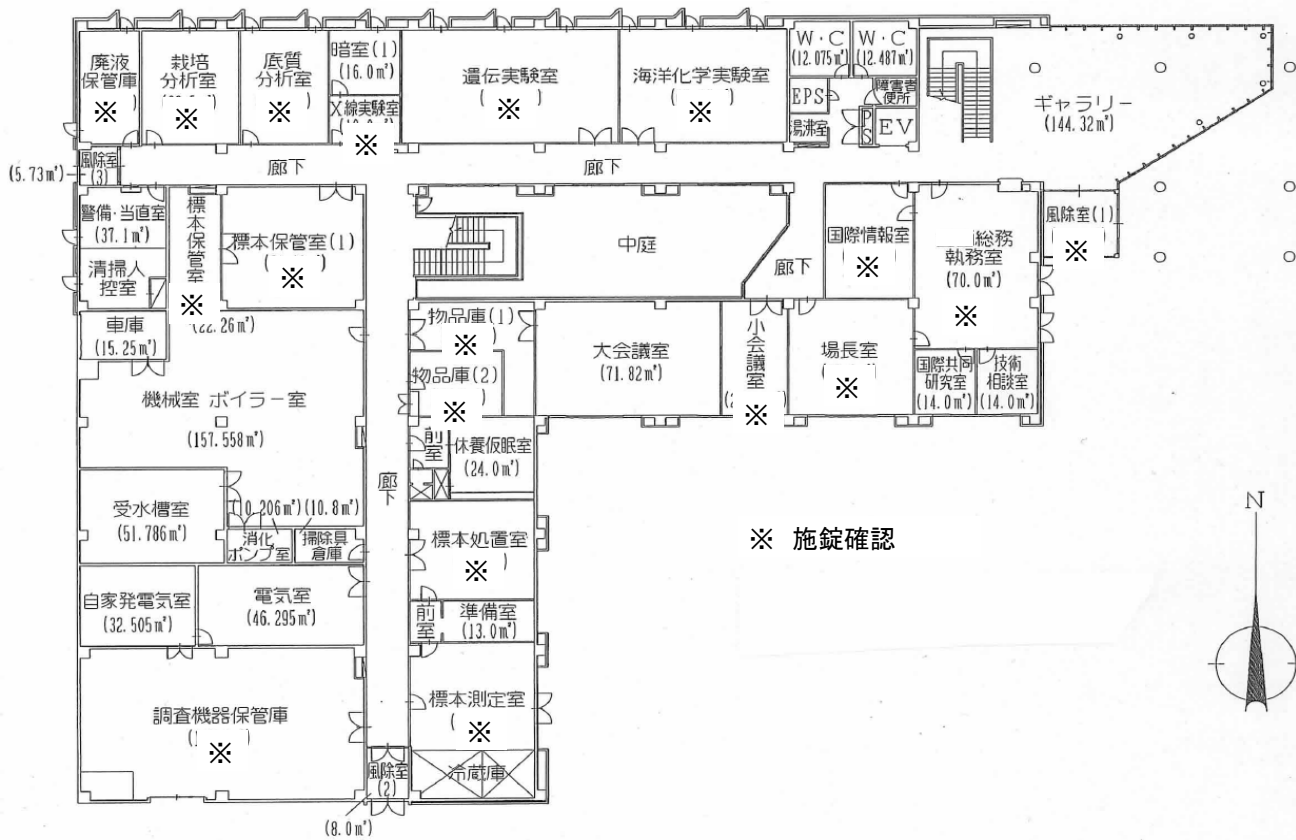 廃液
保管庫
※
栽培
分析室
※
底質
分析室
※
暗室(1)
(16.0㎡)
X線実験室
※
遺伝実験室
( ※ )
海洋化学実験室
( ※ )
W・C
(12.075㎡)
W・C
(12.487㎡)
EPS
湯沸室
PS
障害者
便所
EV
ギャラリー
(144.32㎡)
(5.73㎡)
風除室
(3)
廊下
廊下
警備・当直室
(37.1㎡)
清掃人
控室
標本保管室
※
(22.26㎡)
標本保管室(1)
( ※ )
中庭
廊下
国際情報室
( ※
総務
執務室
(70.0㎡)
※
風除室(1)
( ※ )
車庫
(15.25㎡)
物品庫(1)
※
物品庫(2)
※
大会議室
(71.82㎡)
小会議室
※
場長室
( ※ )
国際共同
研究室
(14.0㎡)
技術
相談室
(14.0㎡)
機械室 ボイラー室
(157.558㎡)
前室
休養仮眠室
(24.0㎡)
廊下
受水槽室
(51.786㎡)
(10.206㎡)
(10.8㎡)
消化
ポンプ室
掃除具
倉庫
標本処置室
※ )
※ 施錠確認
N
自家発電気室
(32.505㎡)
電気室
(46.295㎡)
前室
準備室
(13.0㎡)
調査機器保管庫
※
標本測定室
( ※
冷蔵庫
風除室
(2)
(8.0㎡)